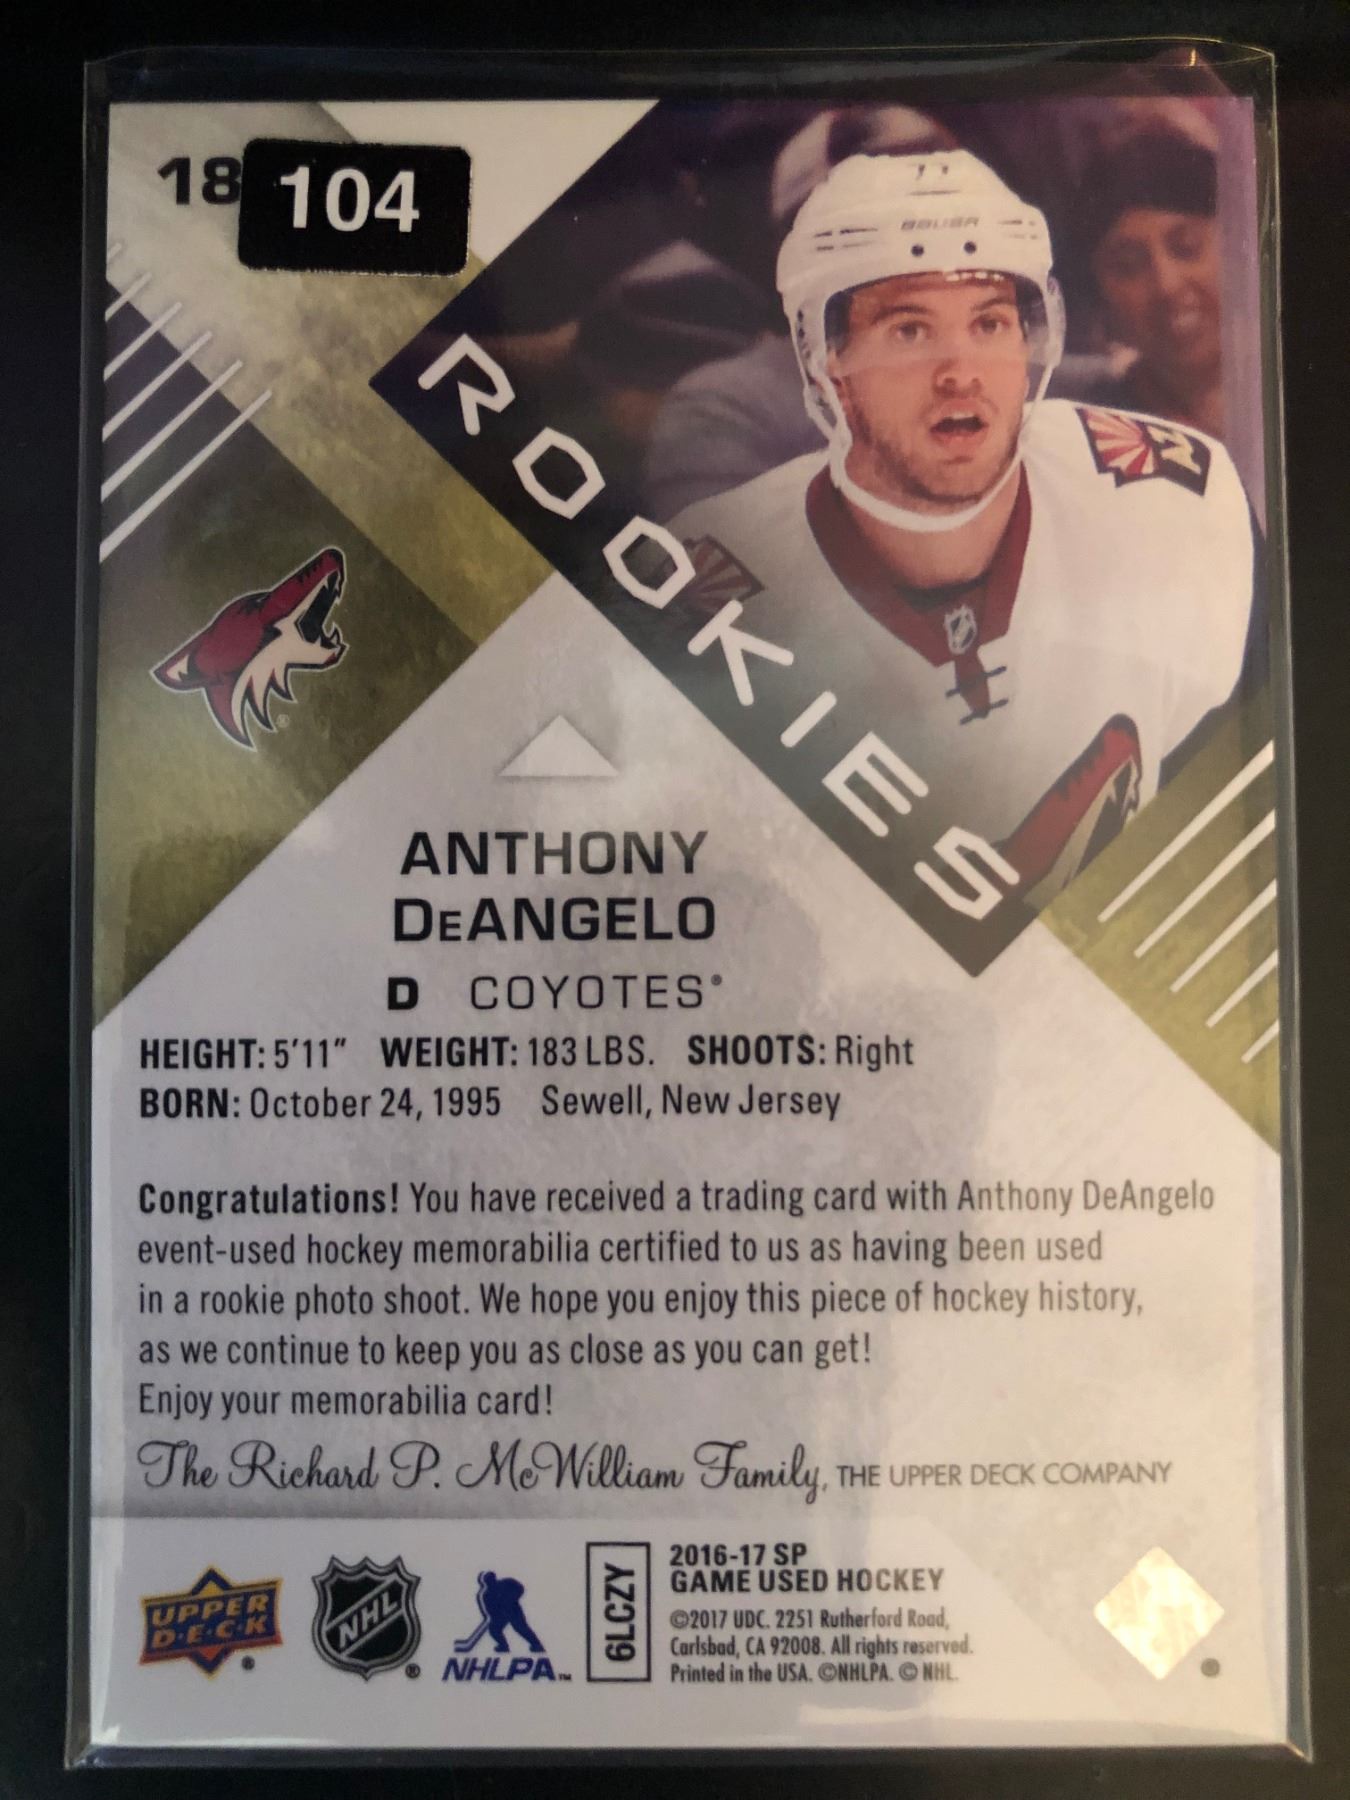 18
104
BAUER
ROOKIES
ANTHONY
DEANGELO
D COYOTES®
HEIGHT: 5'11" WEIGHT: 183 LBS. SHOOTS: Right
BORN: October 24, 1995 Sewell, New Jersey
Congratulations! You have received a trading card with Anthony DeAngelo
event-used hockey memorabilia certified to us as having been used
in a rookie photo shoot. We hope you enjoy this piece of hockey history,
as we continue to keep you as close as you can get!
Enjoy your memorabilia card!
The Richard P. McWilliam Family, THE UPPER DECK COMPANY
UPPER
D·E·C·K
NHL
NHLPA™
6LCZY
2016-17 SP
GAME USED HOCKEY
©2017 UDC. 2251 Rutherford Road,
Carlsbad, CA 92008. All rights reserved.
Printed in the USA. ©NHLPA. © NHL.